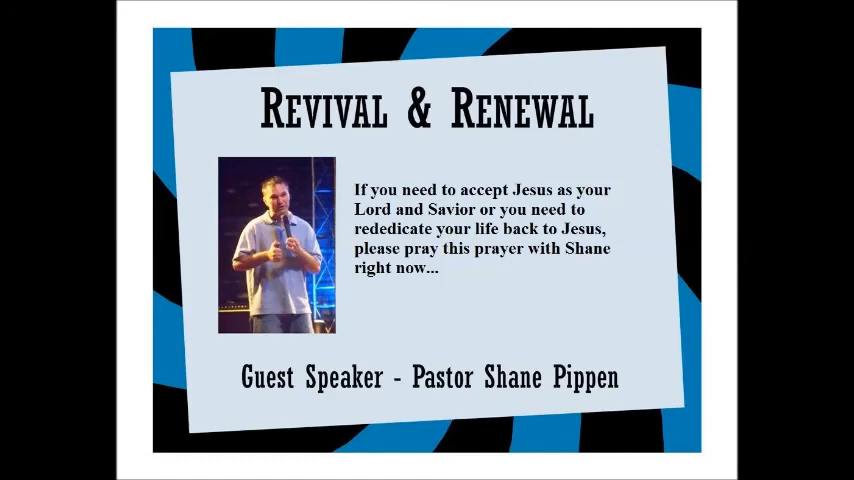 Revival & Renewal
If you need to accept Jesus as your
Lord and Savior or you need to
rededicate your life back to Jesus,
please pray this prayer with Shane
right now...
Guest Speaker - Pastor Shane Pippen